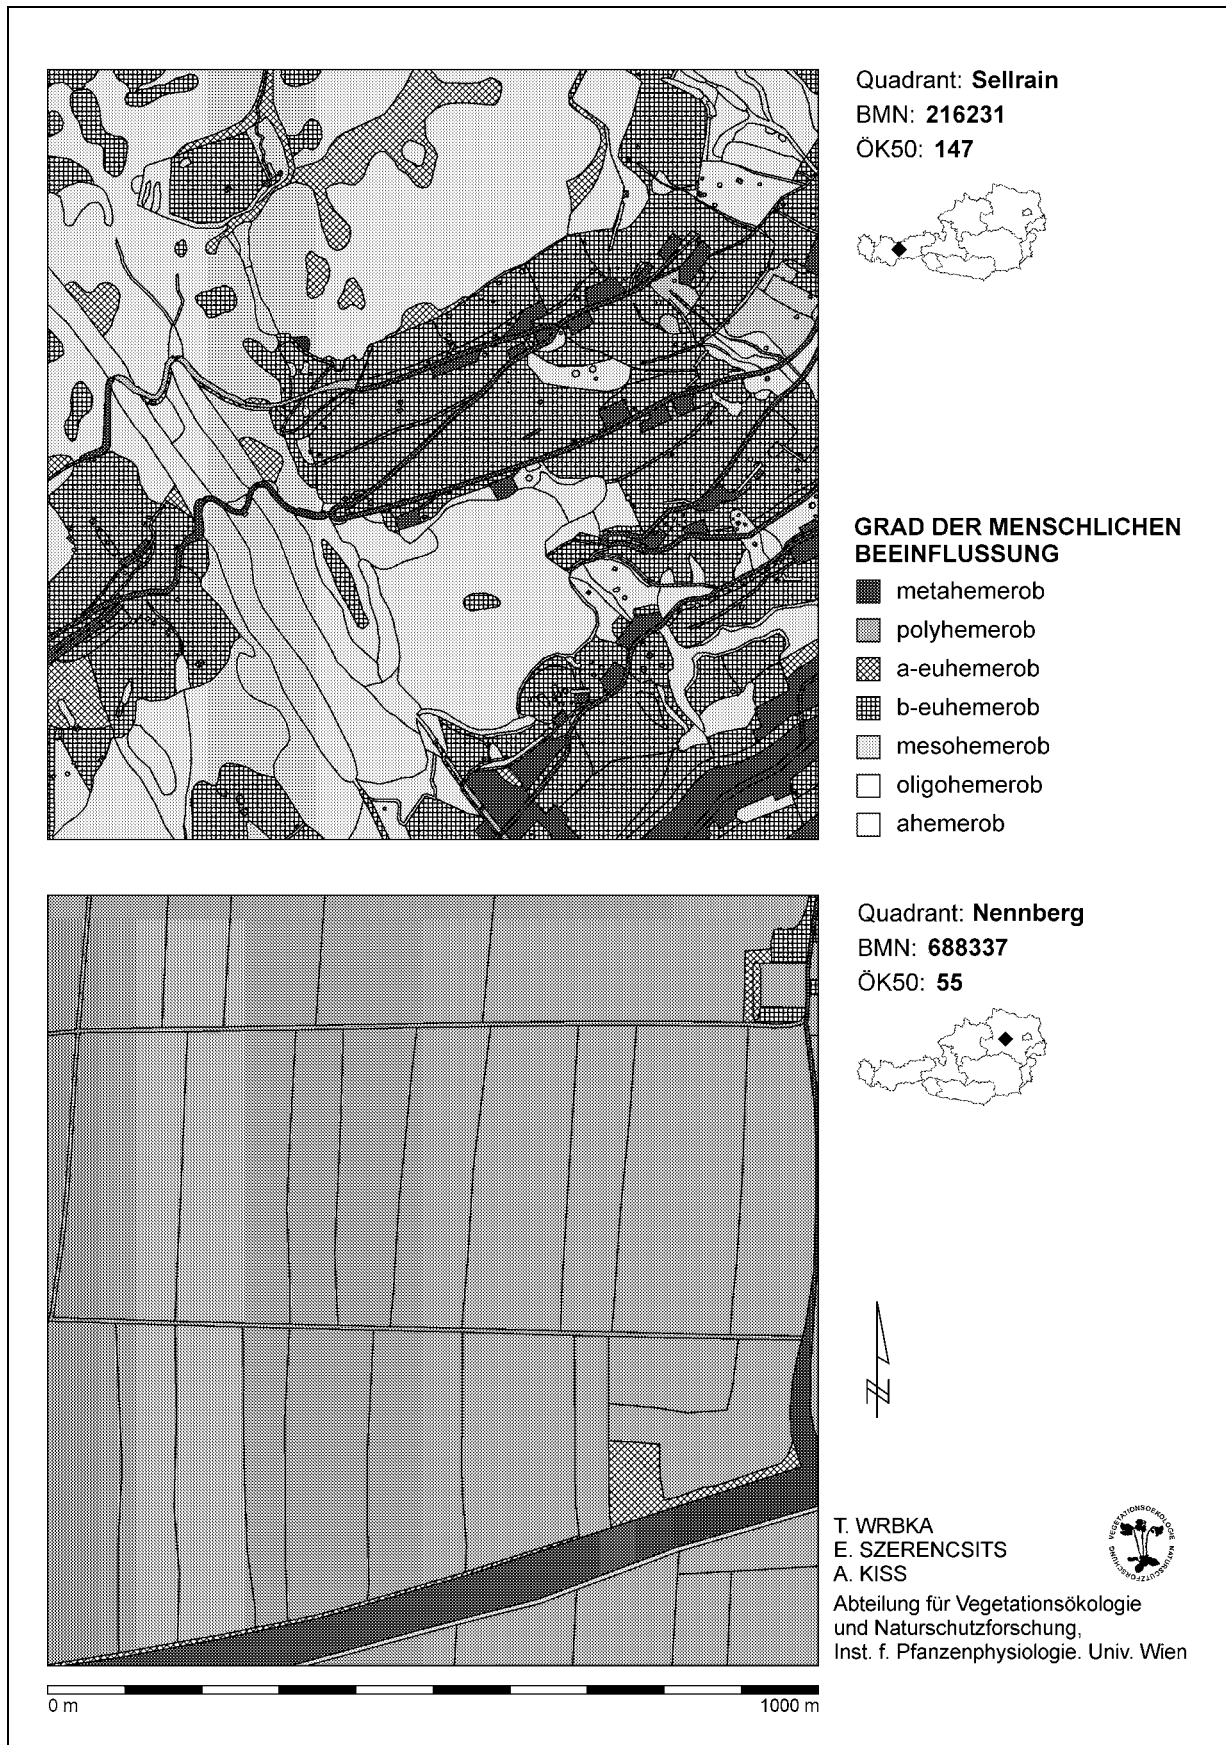 Quadrant: Sellrain
BMN: 216231
ÖK50: 147
GRAD DER MENSCHLICHEN
BEEINFLUSSUNG
metahemerob
polyhemerob
a-euhemerob
b-euhemerob
mesohemerob
oligohemerob
ahemerob
Quadrant: Nennberg
BMN: 688337
ÖK50: 55
N
T. WRBKA
E. SZERENCSITS
A. KISS
Abteilung für Vegetationsökologie
und Naturschutzforschung,
Inst. f. Pfanzenphysiologie. Univ. Wien
VEGETATIONSOEKOLOGIE
0 m
1000 m